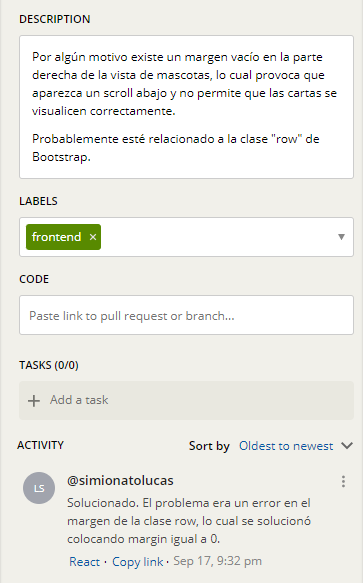 DESCRIPTION
Por algún motivo existe un margen vacío en la parte
derecha de la vista de mascotas, lo cual provoca que
aparezca un scroll abajo y no permite que las cartas se
visualicen correctamente.
Probablemente esté relacionado a la clase "row" de
Bootstrap.
LABELS
frontend ×
CODE
Paste link to pull request or branch...
TASKS (0/0)
+ Add a task
ACTIVITY Sort by Oldest to newest
LS @simionatolucas
Solucionado. El problema era un error en el
margen de la clase row, lo cual se solucionó
colocando margin igual a 0.
React · Copy link · Sep 17, 9:32 pm